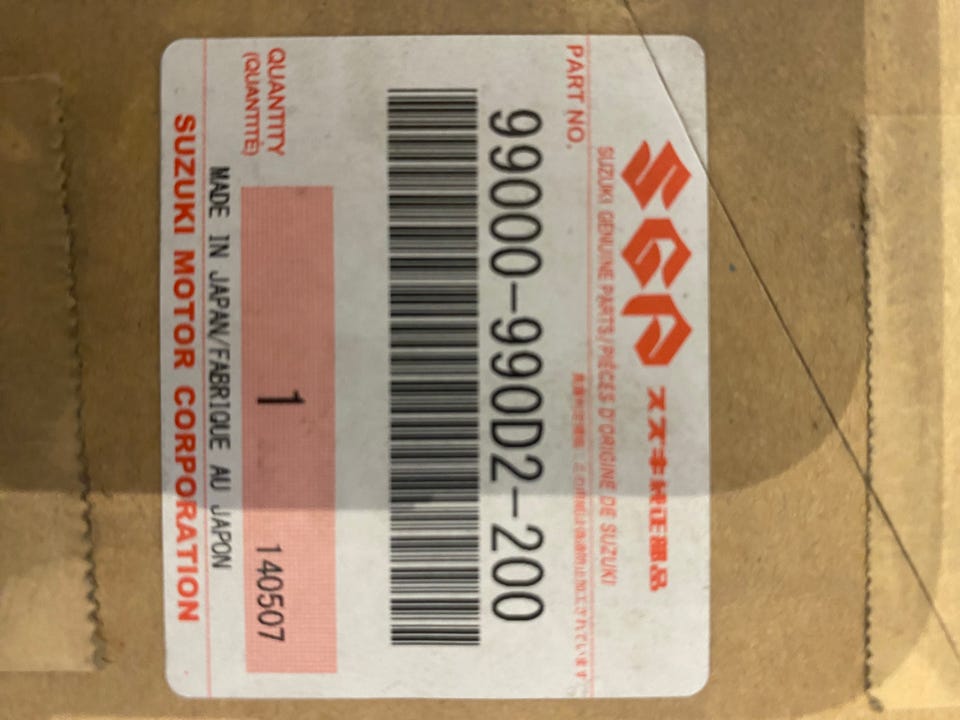 SGP スズキ純正部品
SUZUKI GENUINE PARTS/PIÈCES D'ORIGINE DE SUZUKI
PART NO.
99000-990D2-200
QUANTITY
(QUANTITÉ)
1
140507
MADE IN JAPAN/FABRIQUE AU JAPON
SUZUKI MOTOR CORPORATION